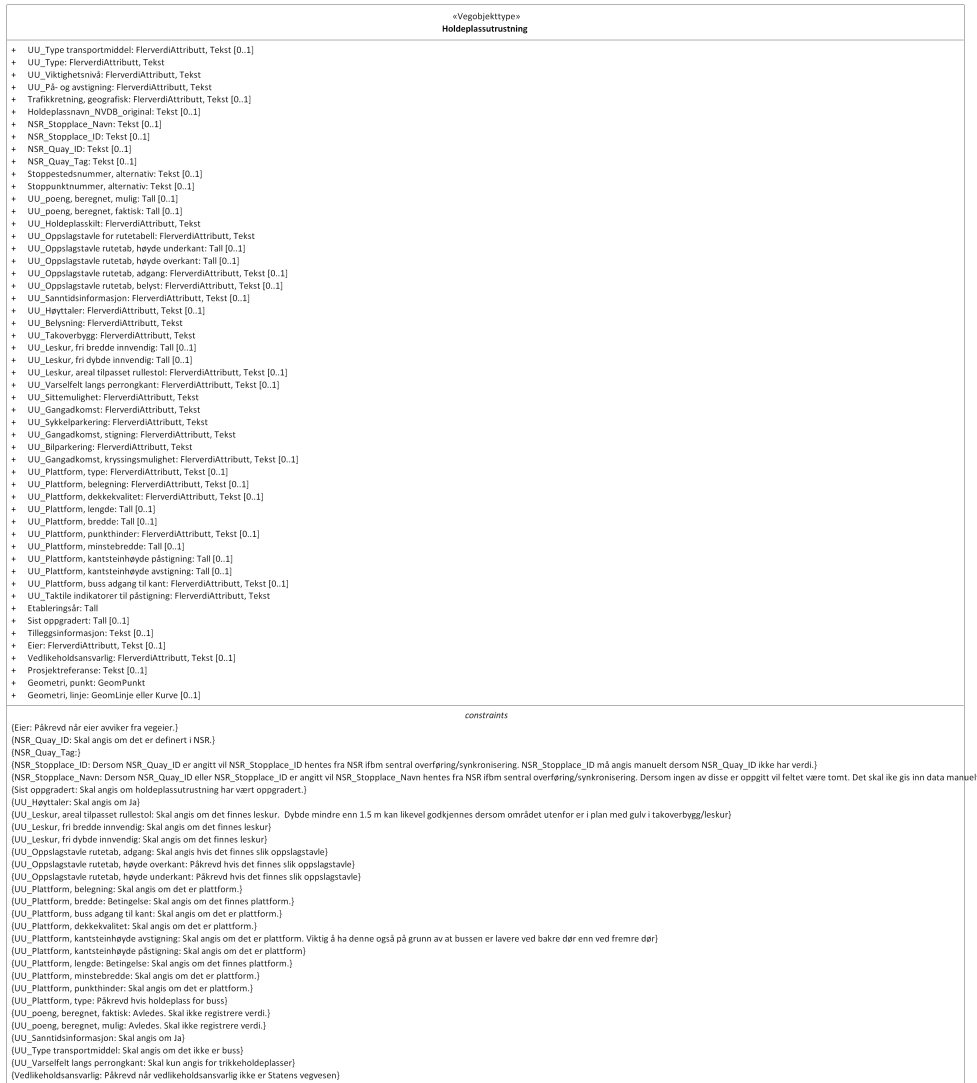 «Vegobjekttype»
Holdeplassutrustning
+ UU_Type transportmiddel: FlerverdiAttributt, Tekst [0..1]
+ UU_Type: FlerverdiAttributt, Tekst
+ UU_Viktighetsnivå: FlerverdiAttributt, Tekst
+ UU_På- og avstigning: FlerverdiAttributt, Tekst
+ Trafikkretning, geografisk: FlerverdiAttributt, Tekst [0..1]
+ Holdeplassnavn_NVDB_original: Tekst [0..1]
+ NSR_Stopplace_Navn: Tekst [0..1]
+ NSR_Stopplace_ID: Tekst [0..1]
+ NSR_Quay_ID: Tekst [0..1]
+ NSR_Quay_Tag: Tekst [0..1]
+ Stoppestedsnummer, alternativ: Tekst [0..1]
+ Stoppunktnummer, alternativ: Tekst [0..1]
+ UU_poeng, beregnet, mulig: Tall [0..1]
+ UU_poeng, beregnet, faktisk: Tall [0..1]
+ UU_Holdeplasskilt: FlerverdiAttributt, Tekst
+ UU_Oppslagstavle for rutetabell: FlerverdiAttributt, Tekst
+ UU_Oppslagstavle rutetab, høyde underkant: Tall [0..1]
+ UU_Oppslagstavle rutetab, høyde overkant: Tall [0..1]
+ UU_Oppslagstavle rutetab, adgang: FlerverdiAttributt, Tekst [0..1]
+ UU_Oppslagstavle rutetab, belyst: FlerverdiAttributt, Tekst [0..1]
+ UU_Sanntidsinformasjon: FlerverdiAttributt, Tekst [0..1]
+ UU_Høyttaler: FlerverdiAttributt, Tekst [0..1]
+ UU_Belysning: FlerverdiAttributt, Tekst
+ UU_Takoverbygg: FlerverdiAttributt, Tekst
+ UU_Leskur, fri bredde innvendig: Tall [0..1]
+ UU_Leskur, fri dybde innvendig: Tall [0..1]
+ UU_Leskur, areal tilpasset rullestol: FlerverdiAttributt, Tekst [0..1]
+ UU_Varselfelt langs perrongkant: FlerverdiAttributt, Tekst [0..1]
+ UU_Sittemulighet: FlerverdiAttributt, Tekst
+ UU_Gangadkomst: FlerverdiAttributt, Tekst
+ UU_Sykkelparkering: FlerverdiAttributt, Tekst
+ UU_Gangadkomst, stigning: FlerverdiAttributt, Tekst
+ UU_Bilparkering: FlerverdiAttributt, Tekst
+ UU_Gangadkomst, kryssingsmulighet: FlerverdiAttributt, Tekst [0..1]
+ UU_Plattform, type: FlerverdiAttributt, Tekst [0..1]
+ UU_Plattform, belegning: FlerverdiAttributt, Tekst [0..1]
+ UU_Plattform, dekkekvalitet: FlerverdiAttributt, Tekst [0..1]
+ UU_Plattform, lengde: Tall [0..1]
+ UU_Plattform, bredde: Tall [0..1]
+ UU_Plattform, punkthinder: FlerverdiAttributt, Tekst [0..1]
+ UU_Plattform, minstebredde: Tall [0..1]
+ UU_Plattform, kantsteinhøyde påstigning: Tall [0..1]
+ UU_Plattform, kantsteinhøyde avstigning: Tall [0..1]
+ UU_Plattform, buss adgang til kant: FlerverdiAttributt, Tekst [0..1]
+ UU_Taktile indikatorer til påstigning: FlerverdiAttributt, Tekst
+ Etableringsår: Tall
+ Sist oppgradert: Tall [0..1]
+ Tilleggsinformasjon: Tekst [0..1]
+ Eier: FlerverdiAttributt, Tekst [0..1]
+ Vedlikeholdsansvarlig: FlerverdiAttributt, Tekst [0..1]
+ Prosjektreferanse: Tekst [0..1]
+ Geometri, punkt: GeomPunkt
+ Geometri, linje: GeomLinje eller Kurve [0..1]
constraints
{Eier: Påkrevd når eier avviker fra vegeier.}
{NSR_Quay_ID: Skal angis om det er definert i NSR.}
{NSR_Quay_Tag:}
{NSR_Stopplace_ID: Dersom NSR_Quay_ID er angitt vil NSR_Stopplace_ID hentes fra NSR ifbm sentral overføring/synkronisering. NSR_Stopplace_ID må angis manuelt dersom NSR_Quay_ID ikke har verdi.}
{NSR_Stopplace_Navn: Dersom NSR_Quay_ID eller NSR_Stopplace_ID er angitt vil NSR_Stopplace_Navn hentes fra NSR ifbm sentral overføring/synkronisering. Dersom ingen av disse er oppgitt vil feltet være tomt. Det skal ike gis inn data manuel
{Sist oppgradert: Skal angis om holdeplassutrustning har vært oppgradert.}
{UU_Høyttaler: Skal angis om Ja}
{UU_Leskur, areal tilpasset rullestol: Skal angis om det finnes leskur. Dybde mindre enn 1.5 m kan likevel godkjennes dersom området utenfor er i plan med gulv i takoverbygg/leskur}
{UU_Leskur, fri bredde innvendig: Skal angis om det finnes leskur}
{UU_Leskur, fri dybde innvendig: Skal angis om det finnes leskur}
{UU_Oppslagstavle rutetab, adgang: Skal angis hvis det finnes slik oppslagstavle}
{UU_Oppslagstavle rutetab, høyde overkant: Påkrevd hvis det finnes slik oppslagstavle}
{UU_Oppslagstavle rutetab, høyde underkant: Påkrevd hvis det finnes slik oppslagstavle}
{UU_Plattform, belegning: Skal angis om det er plattform.}
{UU_Plattform, bredde: Betingelse: Skal angis om det finnes plattform.}
{UU_Plattform, buss adgang til kant: Skal angis om det er plattform.}
{UU_Plattform, dekkekvalitet: Skal angis om det er plattform.}
{UU_Plattform, kantsteinhøyde avstigning: Skal angis om det er plattform. Viktig å ha denne også på grunn av at bussen er lavere ved bakre dør enn ved fremre dør}
{UU_Plattform, kantsteinhøyde påstigning: Skal angis om det er plattform}
{UU_Plattform, lengde: Betingelse: Skal angis om det finnes plattform.}
{UU_Plattform, minstebredde: Skal angis om det er plattform.}
{UU_Plattform, punkthinder: Skal angis om det er plattform.}
{UU_Plattform, type: Påkrevd hvis holdeplass for buss}
{UU_poeng, beregnet, faktisk: Avledes. Skal ikke registrere verdi.}
{UU_poeng, beregnet, mulig: Avledes. Skal ikke registrere verdi.}
{UU_Sanntidsinformasjon: Skal angis om Ja}
{UU_Type transportmiddel: Skal angis om det ikke er buss}
{UU_Varselfelt langs perrongkant: Skal kun angis for trikkeholdeplasser}
{Vedlikeholdsansvarlig: Påkrevd når vedlikeholdsansvarlig ikke er Statens vegvesen}